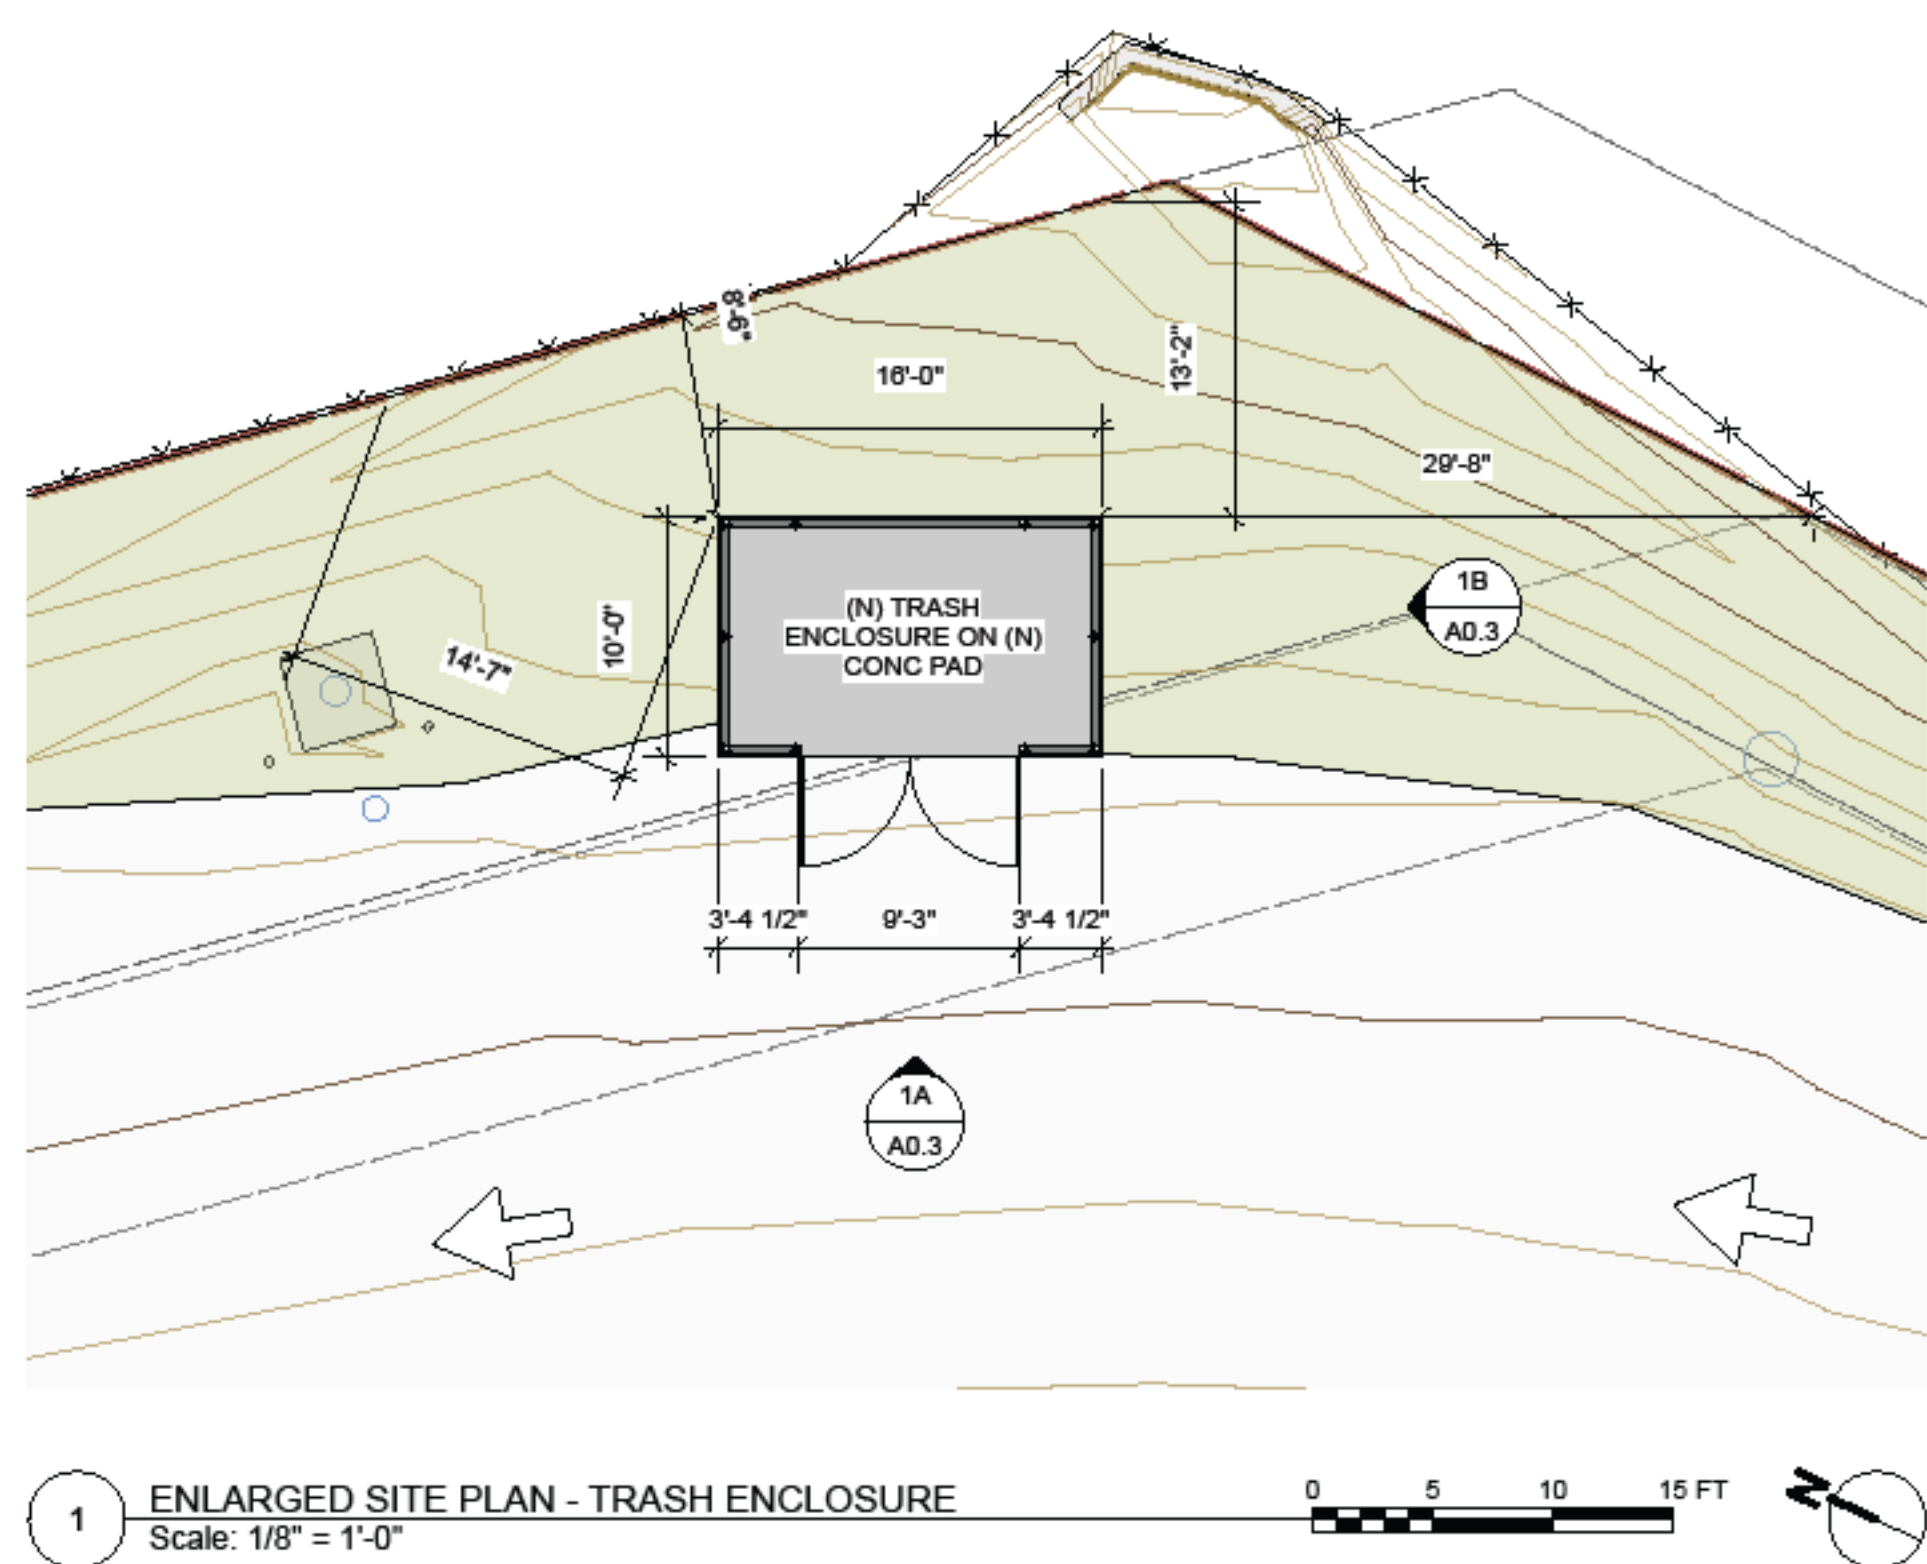 8'-6"
16'-0"
13'-2"
29'-8"
(N) TRASH
ENCLOSURE ON (N)
CONC PAD
10'-0"
14'-7"
1B
A0.3
3'-4 1/2"
9'-3"
3'-4 1/2"
1A
A0.3
1
ENLARGED SITE PLAN - TRASH ENCLOSURE
Scale: 1/8" = 1'-0"
0 5 10 15 FT
N